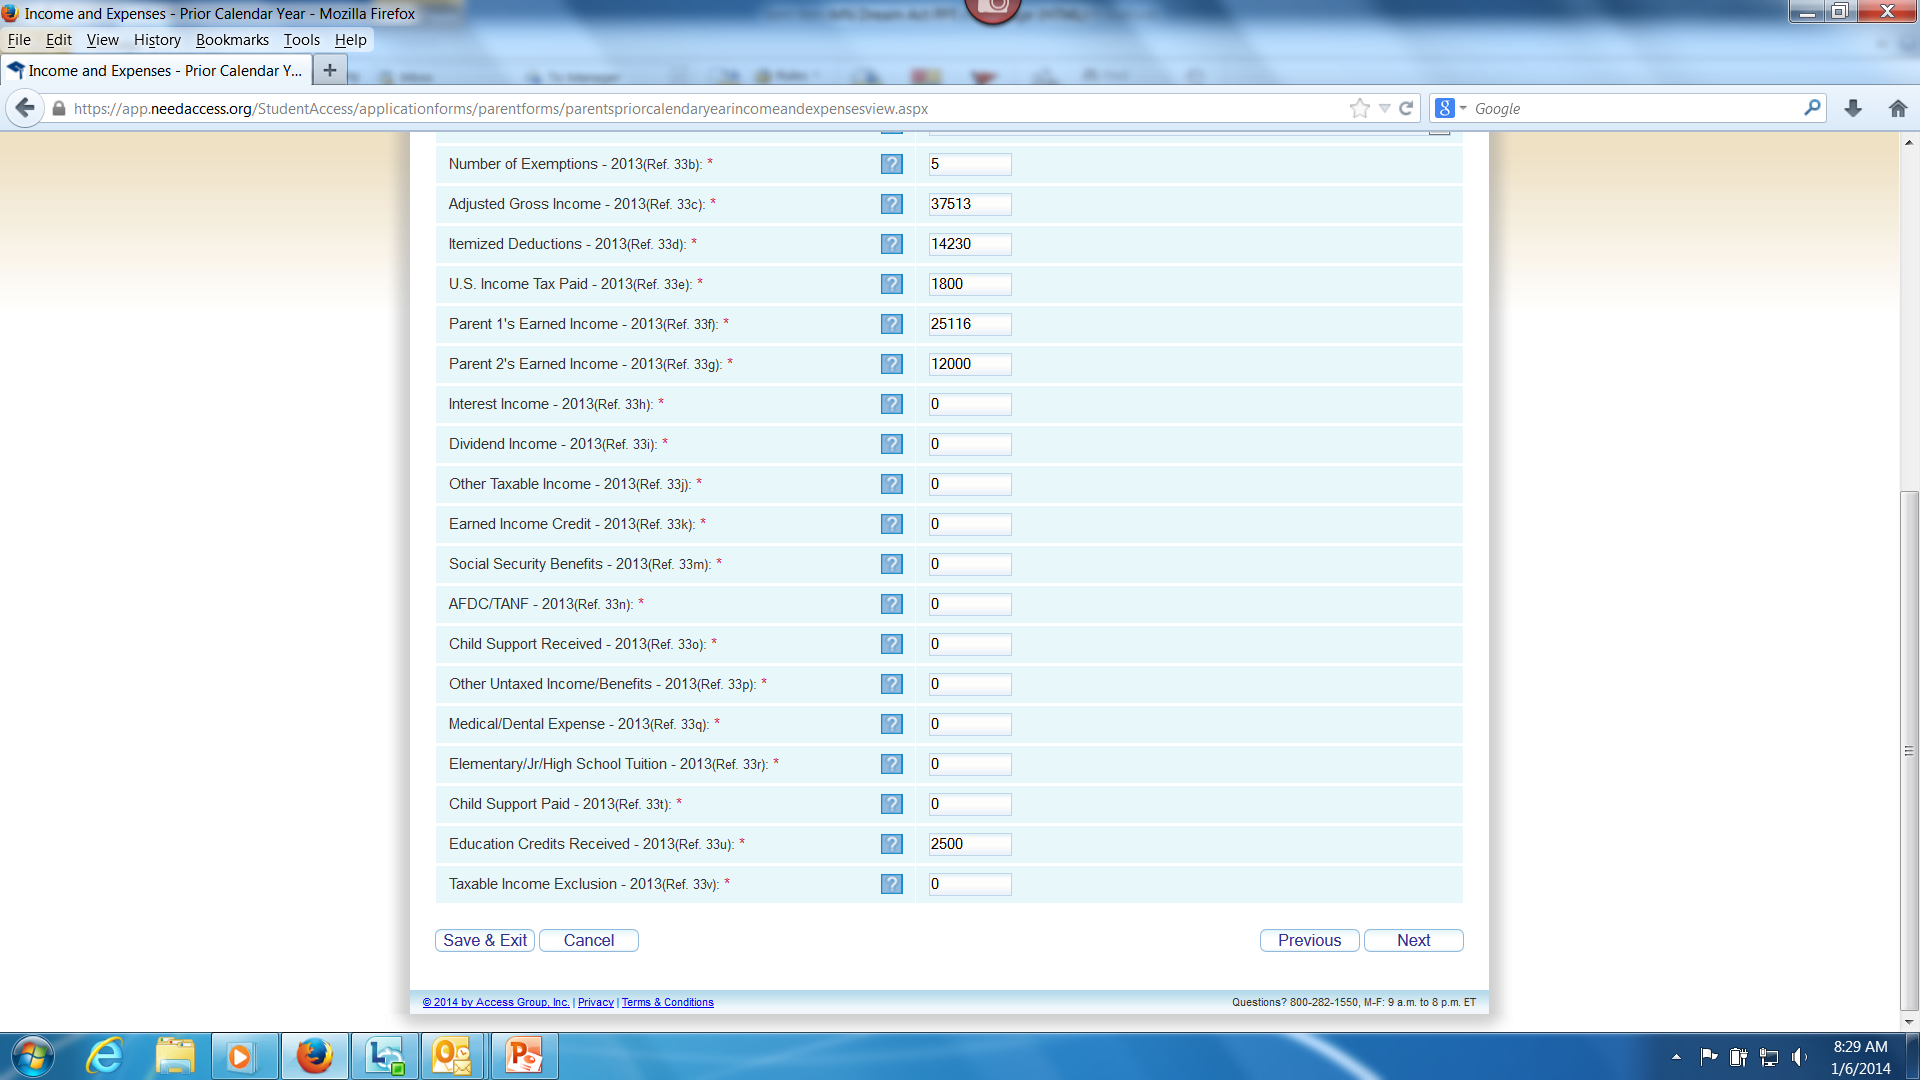 Income and Expenses - Prior Calendar Year - Mozilla Firefox
File Edit View History Bookmarks Tools Help
Income and Expenses - Prior Calendar Y... +
https://app.needaccess.org/StudentAccess/applicationforms/parentforms/parentspriorcalendaryearincomeandexpensesview.aspx
8 Google
Number of Exemptions - 2013(Ref. 33b): * ? 5
Adjusted Gross Income - 2013(Ref. 33c): * ? 37513
Itemized Deductions - 2013(Ref. 33d): * ? 14230
U.S. Income Tax Paid - 2013(Ref. 33e): * ? 1800
Parent 1's Earned Income - 2013(Ref. 33f): * ? 25116
Parent 2's Earned Income - 2013(Ref. 33g): * ? 12000
Interest Income - 2013(Ref. 33h): * ? 0
Dividend Income - 2013(Ref. 33i): * ? 0
Other Taxable Income - 2013(Ref. 33j): * ? 0
Earned Income Credit - 2013(Ref. 33k): * ? 0
Social Security Benefits - 2013(Ref. 33m): * ? 0
AFDC/TANF - 2013(Ref. 33n): * ? 0
Child Support Received - 2013(Ref. 33o): * ? 0
Other Untaxed Income/Benefits - 2013(Ref. 33p): * ? 0
Medical/Dental Expense - 2013(Ref. 33q): * ? 0
Elementary/Jr/High School Tuition - 2013(Ref. 33r): * ? 0
Child Support Paid - 2013(Ref. 33t): * ? 0
Education Credits Received - 2013(Ref. 33u): * ? 2500
Taxable Income Exclusion - 2013(Ref. 33v): * ? 0
Save & Exit Cancel Previous Next
© 2014 by Access Group, Inc. | Privacy | Terms & Conditions Questions? 800-282-1550, M-F: 9 a.m. to 8 p.m. ET
8:29 AM
1/6/2014